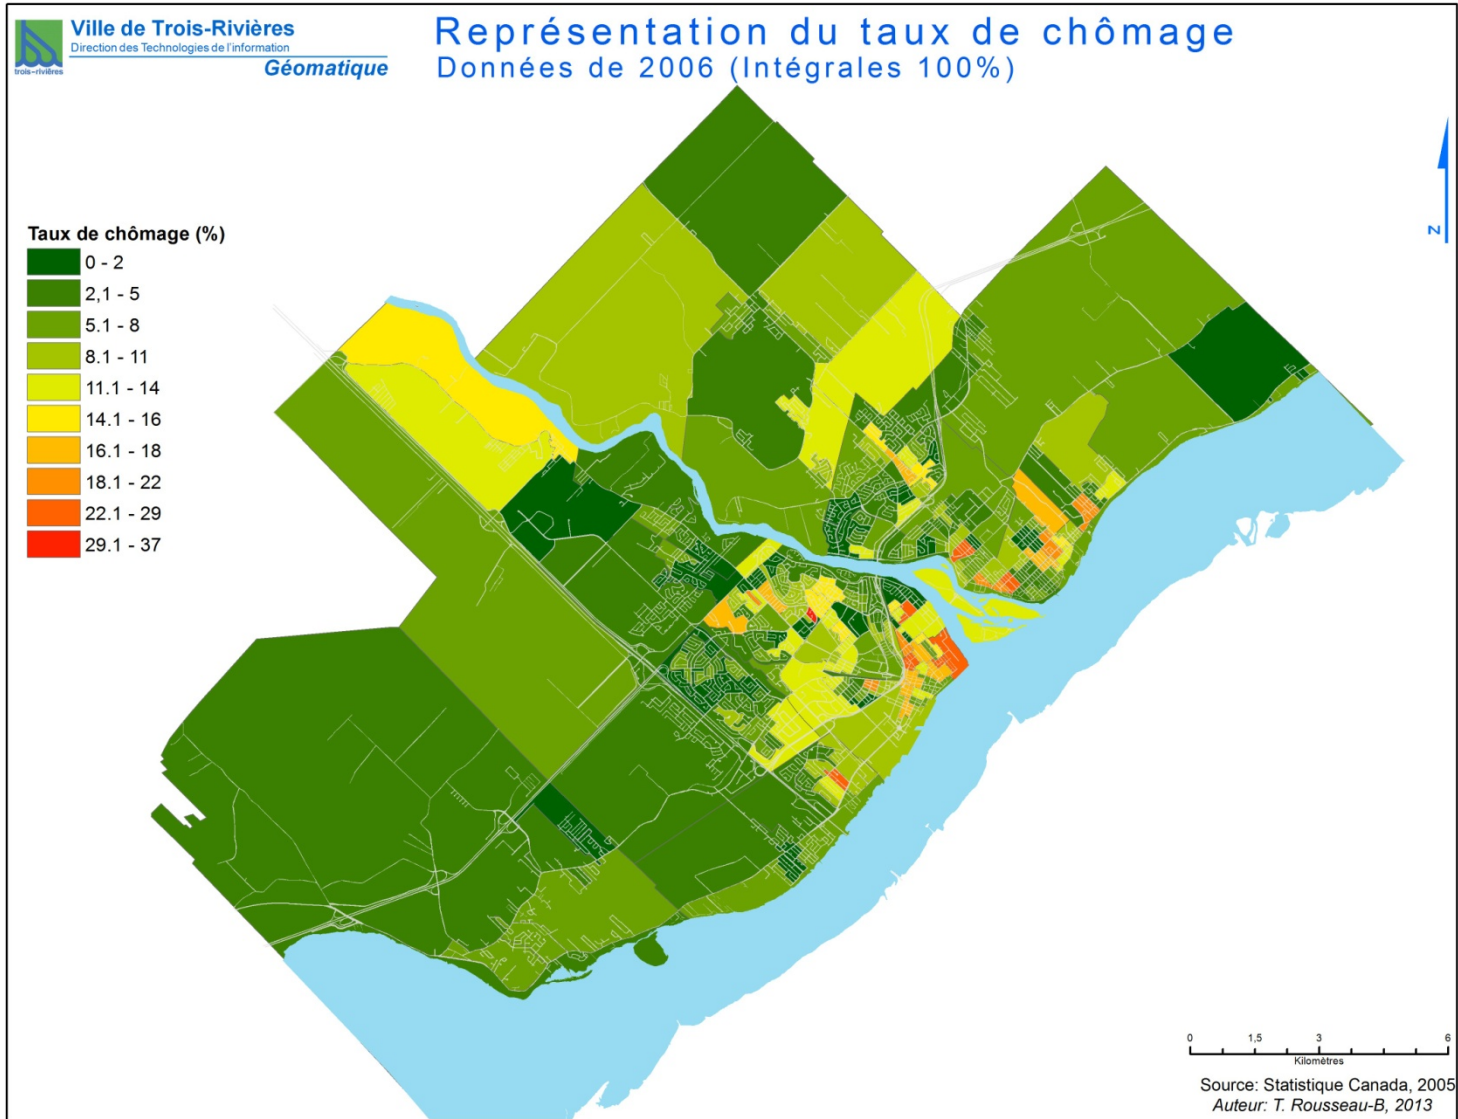 Ville de Trois-Rivières
Direction des Technologies de l'information
Géomatique
trois-rivières
Représentation du taux de chômage
Données de 2006 (Intégrales 100%)
N
Taux de chômage (%)
0 - 2
2,1 - 5
5.1 - 8
8.1 - 11
11.1 - 14
14.1 - 16
16.1 - 18
18.1 - 22
22.1 - 29
29.1 - 37
0 1,5 3 6
Kilomètres
Source: Statistique Canada, 2005
Auteur: T. Rousseau-B, 2013